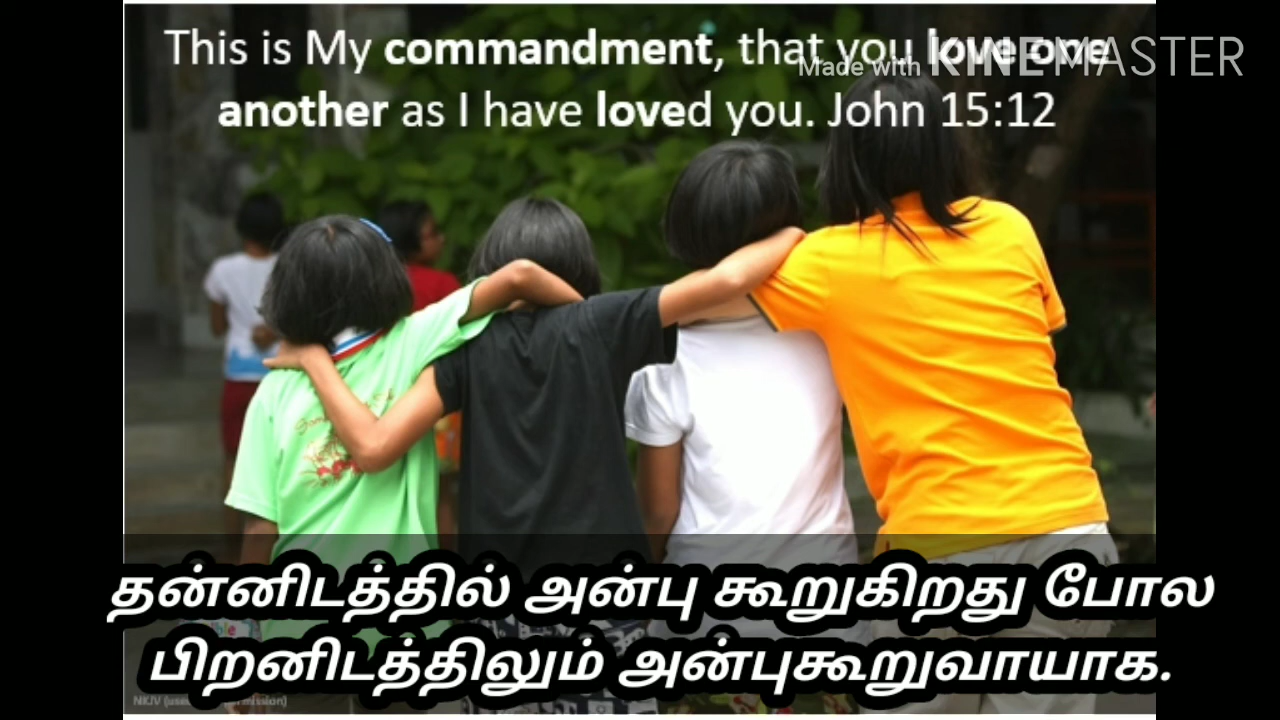 This is My commandment, that you love one
Made with KINEMASTER
another as I have loved you. John 15:12
தன்னிடத்தில் அன்பு கூறுகிறது போல
பிறனிடத்திலும் அன்புகூறுவாயாக.
NKJV